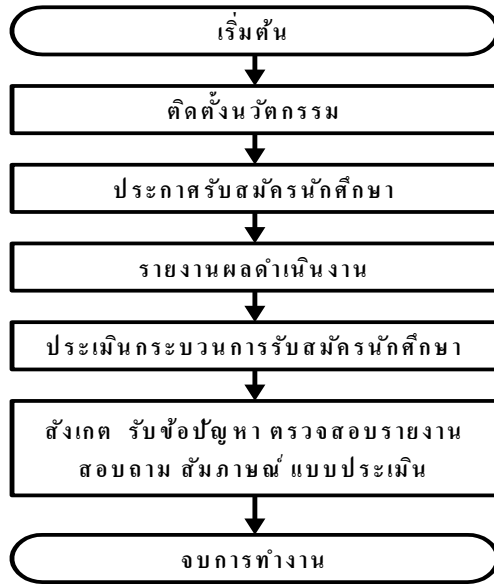 เริ่มต้น
ติดตั้งนวัตกรรม
ประกาศรับสมัครนักศึกษา
รายงานผลดำเนินงาน
ประเมินกระบวนการรับสมัครนักศึกษา
สังเกต รับข้อปัญหา ตรวจสอบรายงาน
สอบถาม สัมภาษณ์ แบบประเมิน
จบการทำงาน